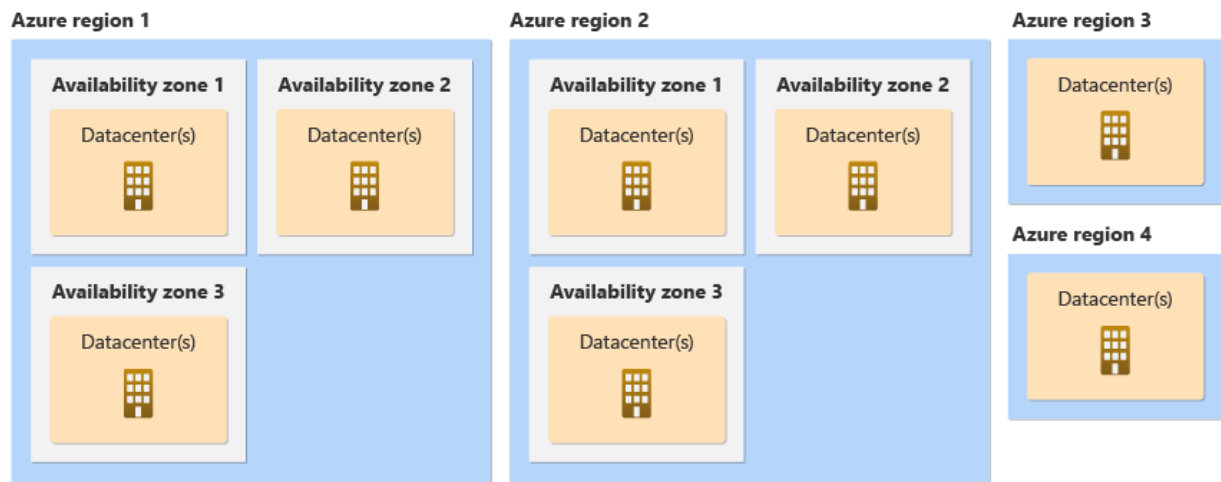 Azure region 1
Availability zone 1
Datacenter(s)
Availability zone 2
Datacenter(s)
Availability zone 3
Datacenter(s)
Azure region 2
Availability zone 1
Datacenter(s)
Availability zone 2
Datacenter(s)
Availability zone 3
Datacenter(s)
Azure region 3
Datacenter(s)
Azure region 4
Datacenter(s)